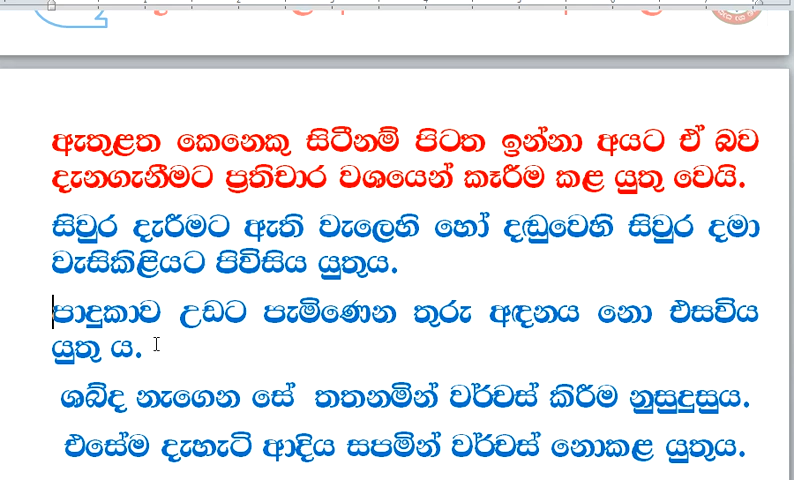 ඇතුළත කෙනෙකු සිටීනම් පිටත ඉන්නා අයට ඒ බව
දැනගැනීමට ප්‍රතිචාර වශයෙන් කෑරීම කළ යුතු වෙයි.
සිවුර දැරීමට ඇති වැලෙහි හෝ දඬුවෙහි සිවුර දමා
වැසිකිළියට පිවිසිය යුතුය.
පාදුකාව උඩට පැමිණෙන තුරු අඳනය නො එසවිය
යුතු ය.
ශබ්ද නැගෙන සේ තතනමින් වර්චස් කිරීම නුසුදුසුය.
එසේම දැහැටි ආදිය සපමින් වර්චස් නොකළ යුතුය.